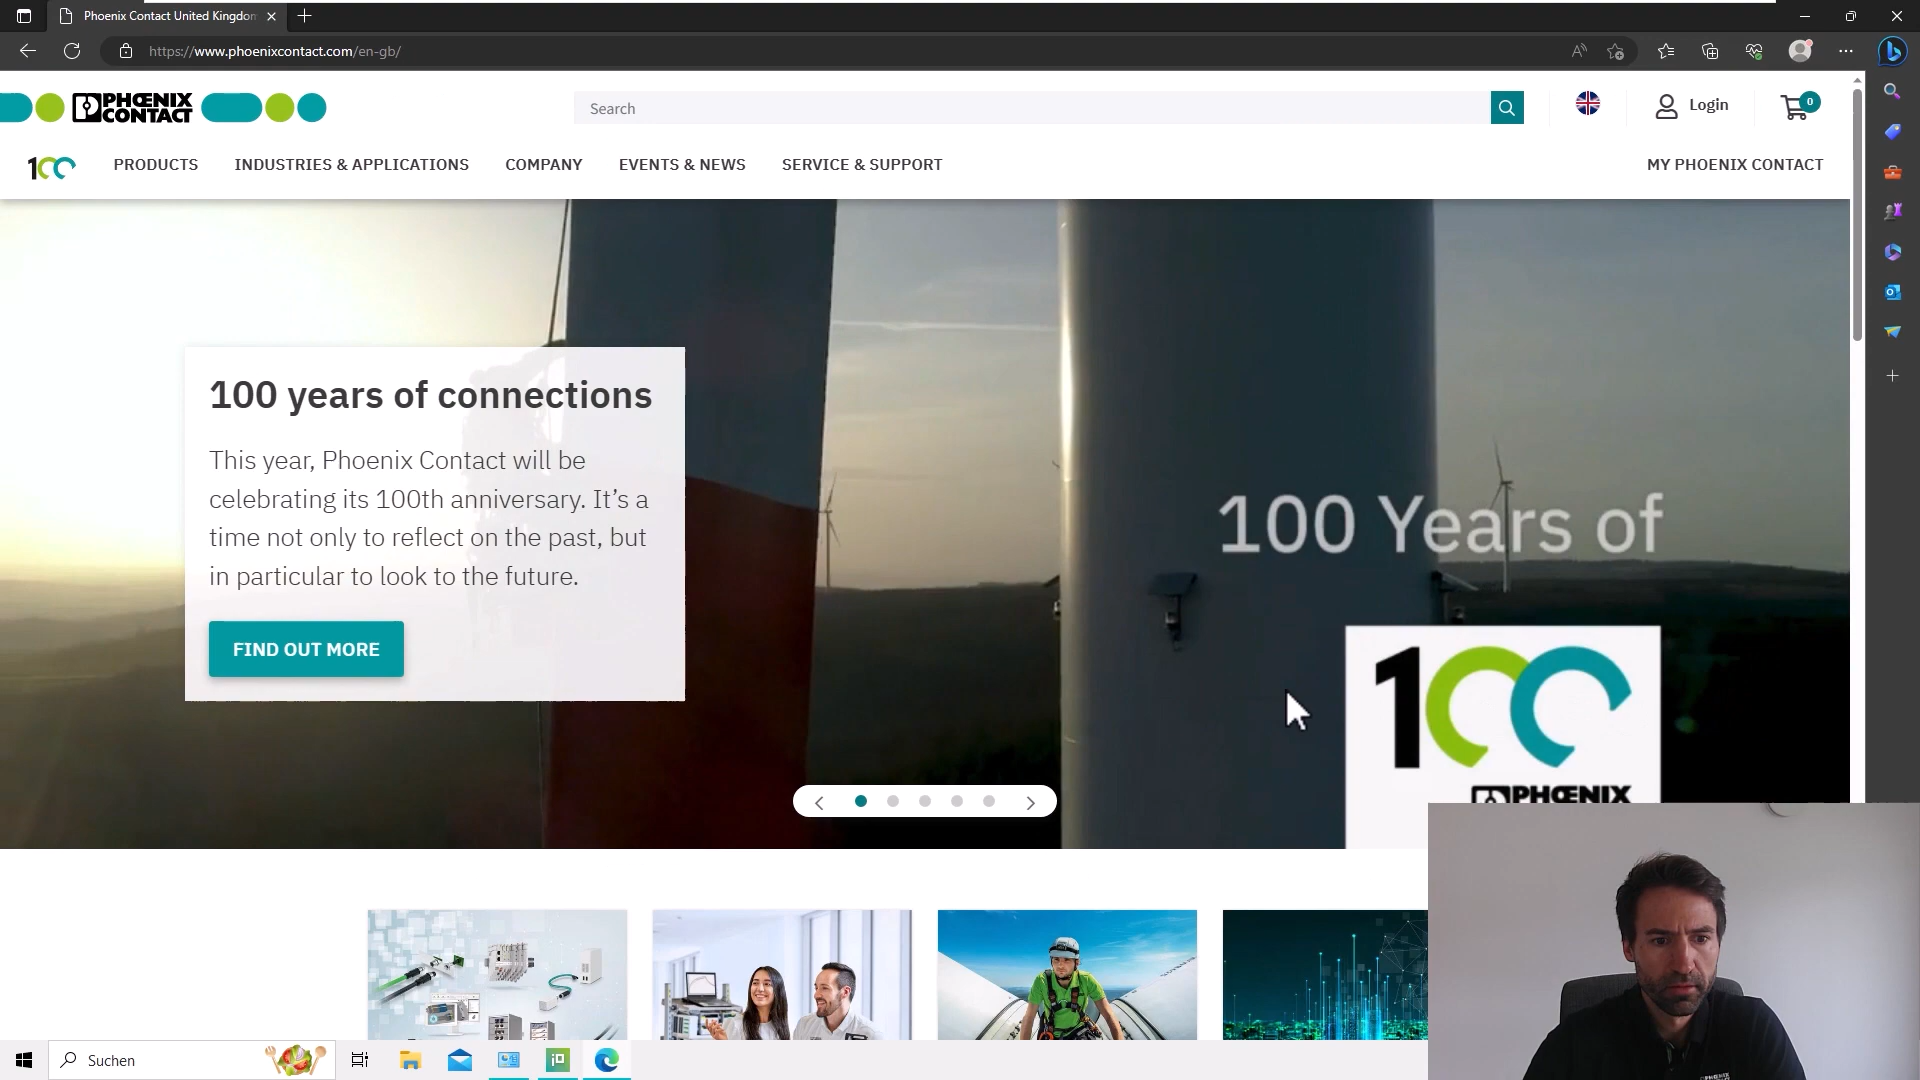 Phoenix Contact United Kingdom
https://www.phoenixcontact.com/en-gb/
PHŒNIX
CONTACT
Search
Login
0
100
PRODUCTS
INDUSTRIES & APPLICATIONS
COMPANY
EVENTS & NEWS
SERVICE & SUPPORT
MY PHOENIX CONTACT
100 years of connections
This year, Phoenix Contact will be
celebrating its 100th anniversary. It’s a
time not only to reflect on the past, but
in particular to look to the future.
FIND OUT MORE
100 Years of
100
PHŒNIX
Suchen